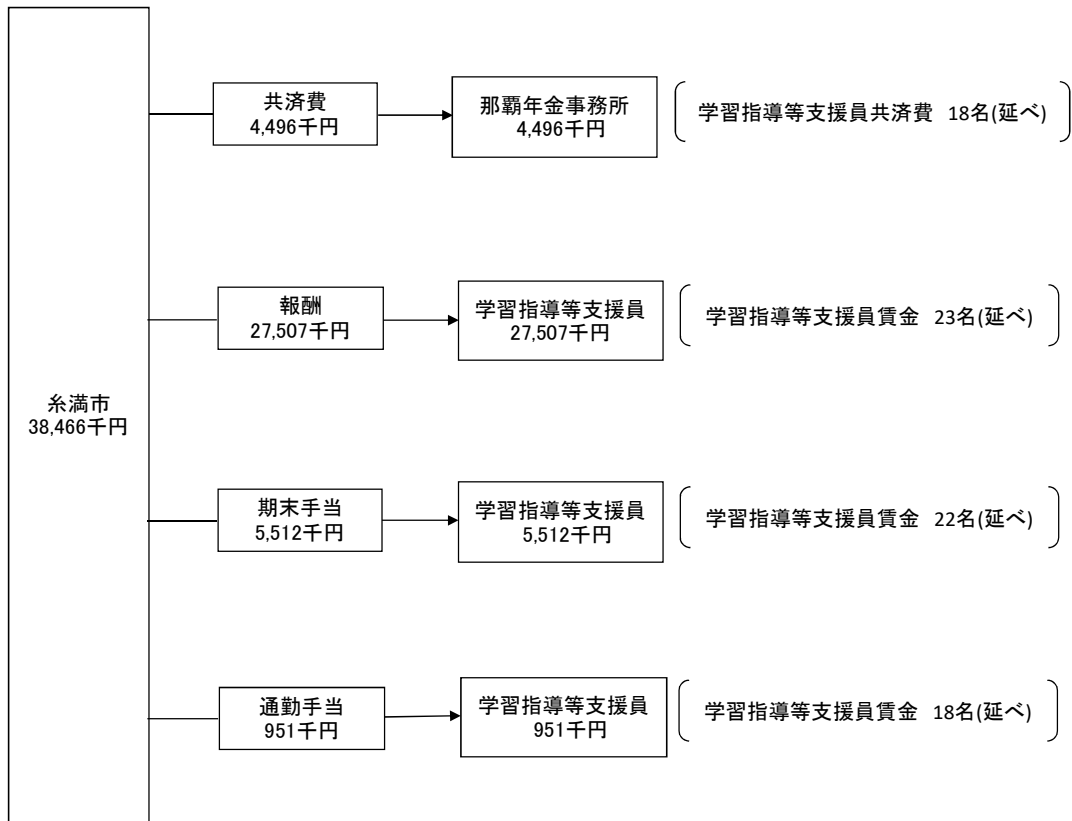 共済費
4,496千円
那覇年金事務所
4,496千円
学習指導等支援員共済費 18名(延べ)
報酬
27,507千円
学習指導等支援員
27,507千円
学習指導等支援員賃金 23名(延べ)
糸満市
38,466千円
期末手当
5,512千円
学習指導等支援員
5,512千円
学習指導等支援員賃金 22名(延べ)
通勤手当
951千円
学習指導等支援員
951千円
学習指導等支援員賃金 18名(延べ)